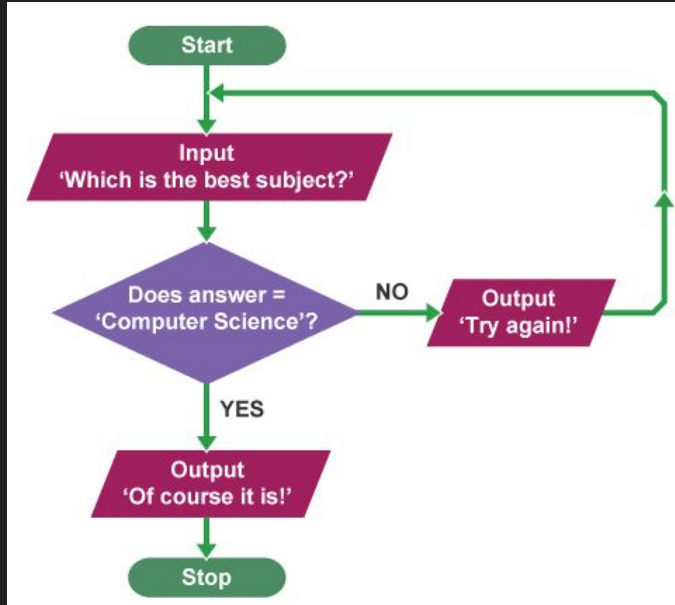 Start
Input
‘Which is the best subject?’
Does answer =
‘Computer Science’?
NO
Output
‘Try again!’
YES
Output
‘Of course it is!’
Stop